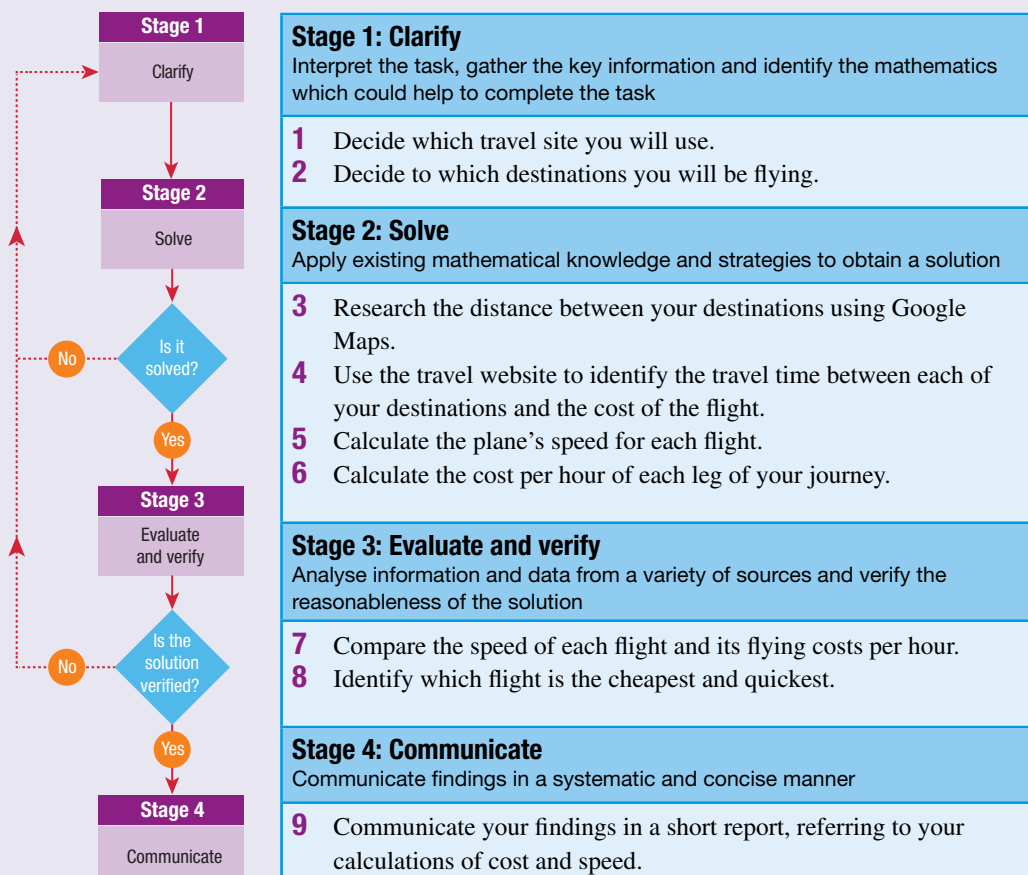 Stage 1
Clarify
Stage 2
Solve
Is it
solved?
No
Yes
Stage 3
Evaluate
and verify
Is the
solution
verified?
No
Yes
Stage 4
Communicate
Stage 1: Clarify
Interpret the task, gather the key information and identify the mathematics
which could help to complete the task
1 Decide which travel site you will use.
2 Decide to which destinations you will be flying.
Stage 2: Solve
Apply existing mathematical knowledge and strategies to obtain a solution
3 Research the distance between your destinations using Google
Maps.
4 Use the travel website to identify the travel time between each of
your destinations and the cost of the flight.
5 Calculate the plane's speed for each flight.
6 Calculate the cost per hour of each leg of your journey.
Stage 3: Evaluate and verify
Analyse information and data from a variety of sources and verify the
reasonableness of the solution
7 Compare the speed of each flight and its flying costs per hour.
8 Identify which flight is the cheapest and quickest.
Stage 4: Communicate
Communicate findings in a systematic and concise manner
9 Communicate your findings in a short report, referring to your
calculations of cost and speed.